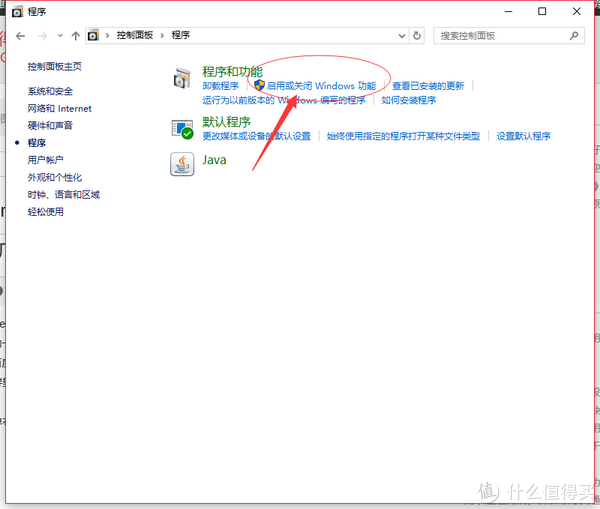 程序
控制面板 > 程序
搜索控制面板
控制面板主页
系统和安全
网络和 Internet
硬件和声音
程序
用户帐户
外观和个性化
时钟、语言和区域
轻松使用
程序和功能
卸载程序 启用或关闭 Windows 功能 查看已安装的更新
运行为以前版本的 Windows 编写的程序 如何安装程序
默认程序
更改媒体或设备的默认设置 始终使用指定的程序打开某种文件类型 设置默认程序
Java
值 什么值得买